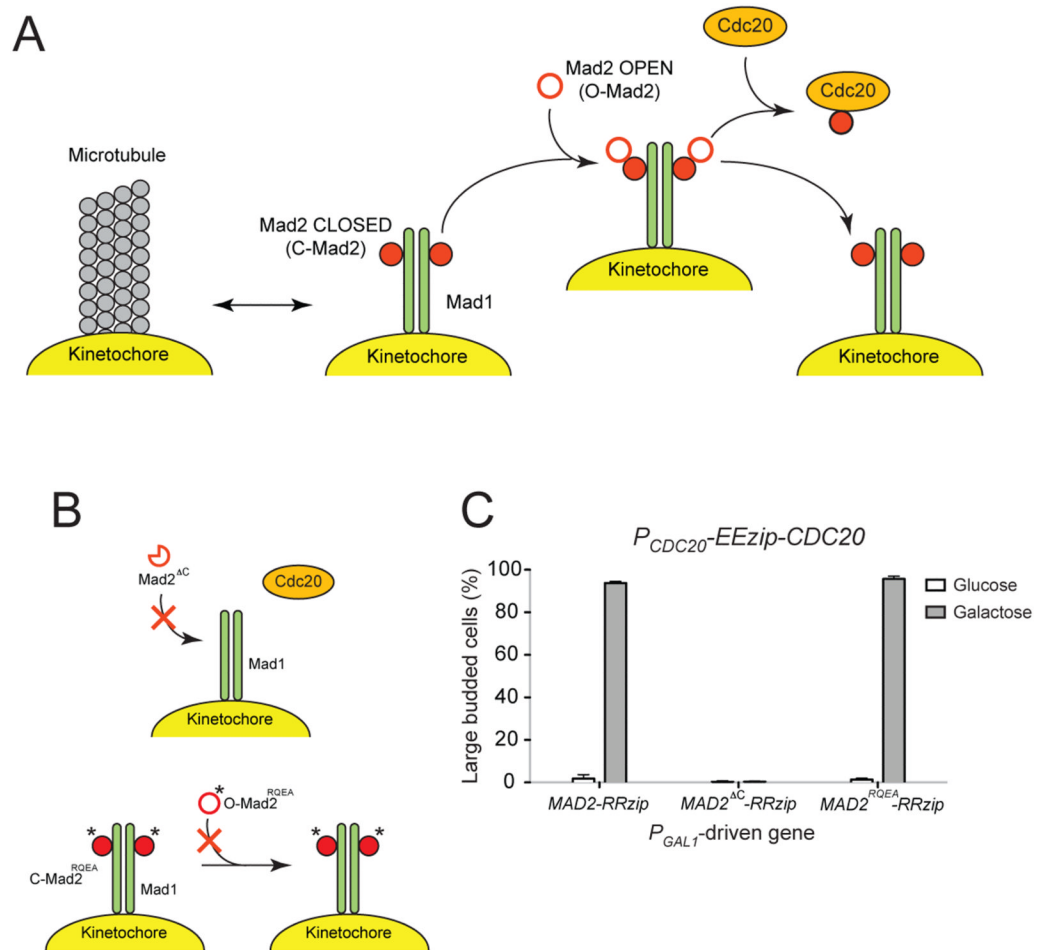 A
Cdc20
Mad2 OPEN
(O-Mad2)
Cdc20
Microtubule
Mad2 CLOSED
(C-Mad2)
Mad1
Kinetochore
Kinetochore
Kinetochore
Kinetochore
B
Mad2ΔC
Cdc20
Mad1
Kinetochore
* O-Mad2RQEA
* *
* *
C-Mad2RQEA
Mad1
Kinetochore
Kinetochore
C
PCDC20-EEzip-CDC20
Large budded cells (%)
100
80
60
40
20
0
Glucose
Galactose
MAD2-RRzip
MAD2ΔC-RRzip
MAD2RQEA-RRzip
PGAL1-driven gene